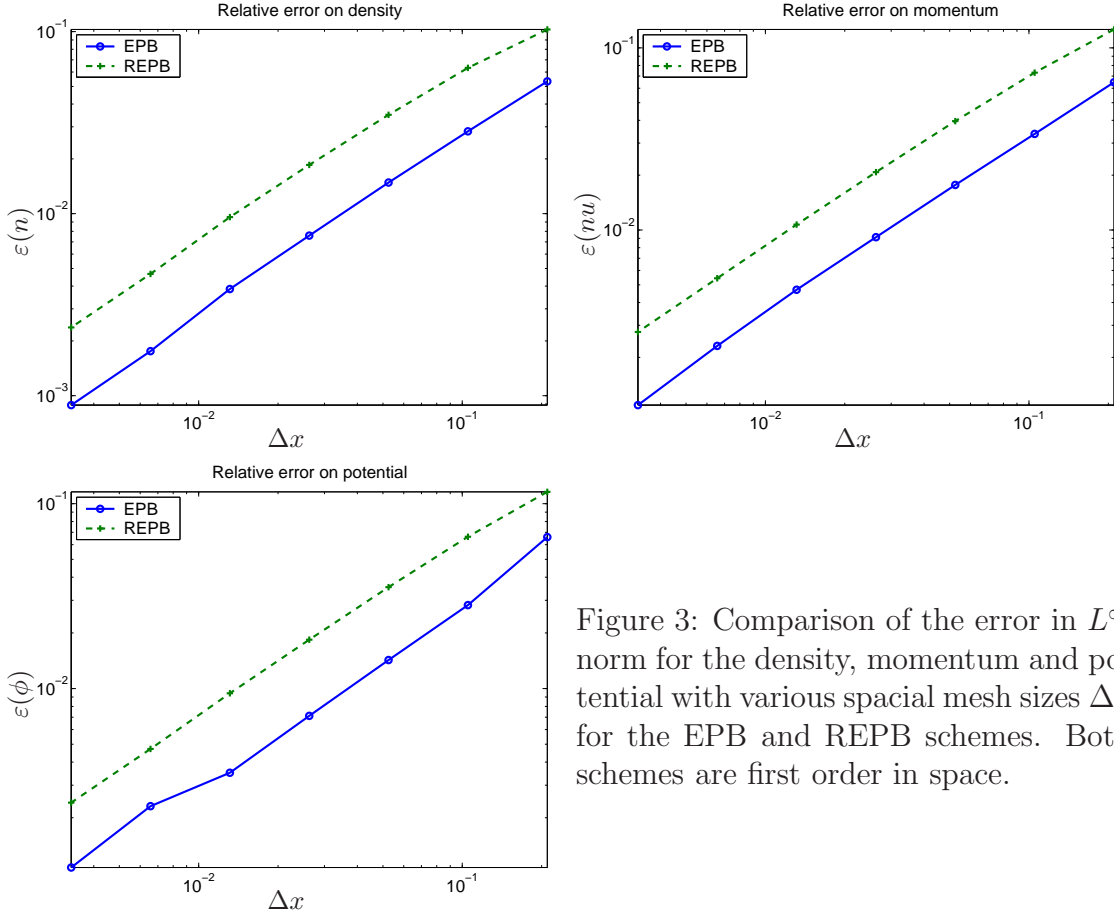 Relative error on density
EPB
REPB
10⁻¹
10⁻²
10⁻³
ε(n)
10⁻² 10⁻¹
Δx
Relative error on momentum
EPB
REPB
10⁻¹
10⁻²
ε(nu)
10⁻² 10⁻¹
Δx
Relative error on potential
EPB
REPB
10⁻¹
10⁻²
ε(ϕ)
10⁻² 10⁻¹
Δx
Figure 3: Comparison of the error in L
norm for the density, momentum and po
tential with various spacial mesh sizes Δ
for the EPB and REPB schemes. Bot
schemes are first order in space.